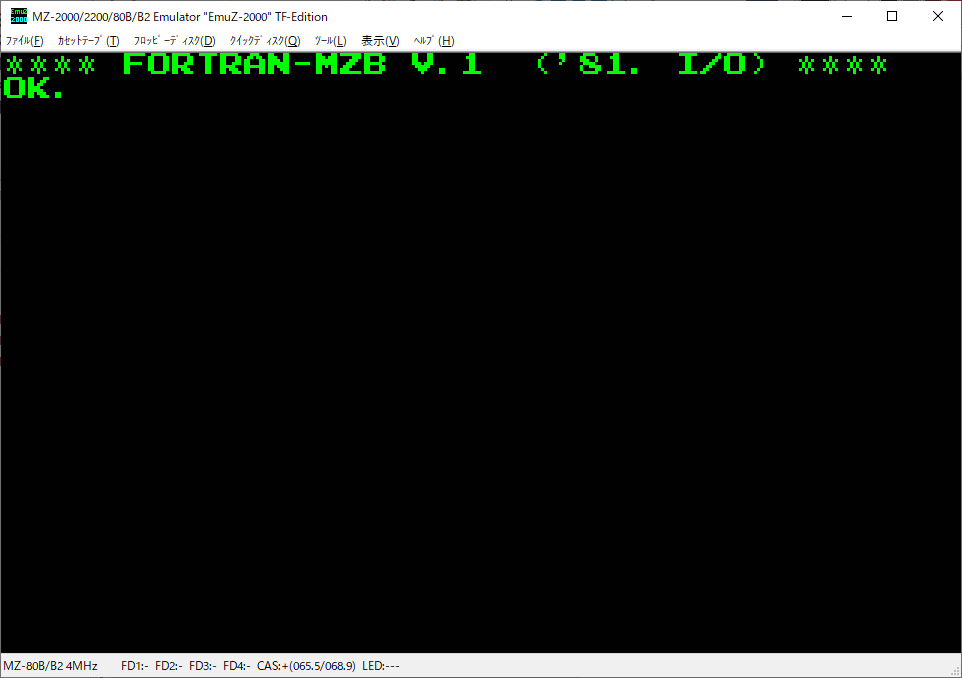 EmuZ 2000 MZ-2000/2200/80B/B2 Emulator "EmuZ-2000" TF-Edition
ﾌｧｲﾙ(F) ｶｾｯﾄﾃｰﾌﾟ(T) ﾌﾛｯﾋﾟｰﾃﾞｨｽｸ(D) ｸｲｯｸﾃﾞｨｽｸ(Q) ﾂｰﾙ(L) 表示(V) ﾍﾙﾌﾟ(H)
**** FORTRAN-MZB V.1 ('81. I/O) ****
OK.
MZ-80B/B2 4MHz FD1:- FD2:- FD3:- FD4:- CAS:+(065.5/068.9) LED:---